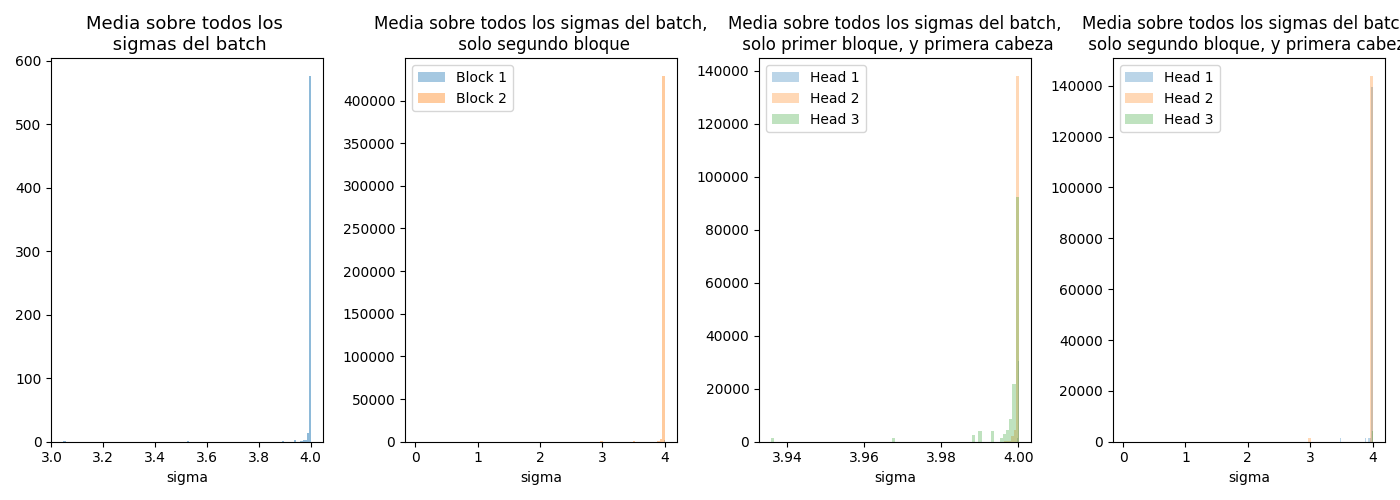 Media sobre todos los
sigmas del batch
600
500
400
300
200
100
0
3.0 3.2 3.4 3.6 3.8 4.0
sigma
Media sobre todos los sigmas del batch,
solo segundo bloque
Block 1
Block 2
400000
350000
300000
250000
200000
150000
100000
50000
0
0 1 2 3 4
sigma
Media sobre todos los sigmas del batch,
solo primer bloque, y primera cabeza
Head 1
Head 2
Head 3
140000
120000
100000
80000
60000
40000
20000
0
3.94 3.96 3.98 4.00
sigma
Media sobre todos los sigmas del batc
solo segundo bloque, y primera cabez
Head 1
Head 2
Head 3
140000
120000
100000
80000
60000
40000
20000
0
0 1 2 3 4
sigma